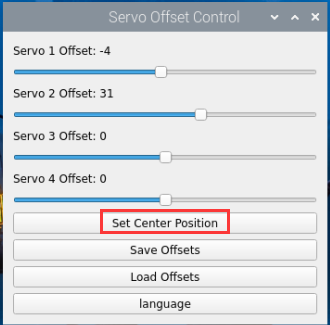 Servo Offset Control
Servo 1 Offset: -4
Servo 2 Offset: 31
Servo 3 Offset: 0
Servo 4 Offset: 0
Set Center Position
Save Offsets
Load Offsets
language